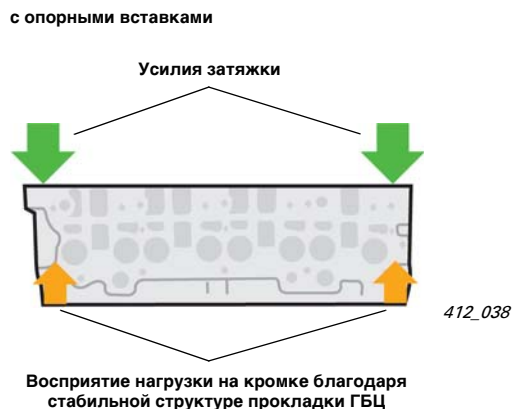 с опорными вставками
Усилия затяжки
412_038
Восприятие нагрузки на кромке благодаря
стабильной структуре прокладки ГБЦ